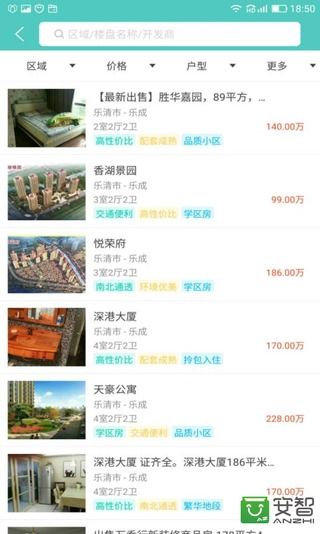 18:50
区域/楼盘名称/开发商
区域 价格 户型 更多
【最新出售】胜华嘉园，89平方，...
乐清市 - 乐成
2室2厅2卫 140.00万
高性价比 配套成熟 品质小区
香湖景园
乐清市 - 乐成
3室2厅2卫 99.00万
交通便利 高性价比 学区房
悦荣府
乐清市 - 乐成
3室2厅2卫 186.00万
南北通透 环境优美 学区房
深港大厦
乐清市 - 乐成
4室2厅2卫 170.00万
高性价比 配套成熟 拎包入住
天豪公寓
乐清市 - 乐成
4室2厅2卫 228.00万
学区房 交通便利 品质小区
深港大厦 证齐全。深港大厦186平米...
乐清市 - 乐成
4室2厅2卫 170.00万
高性价比 南北通透 繁华地段
安智
ANZHI